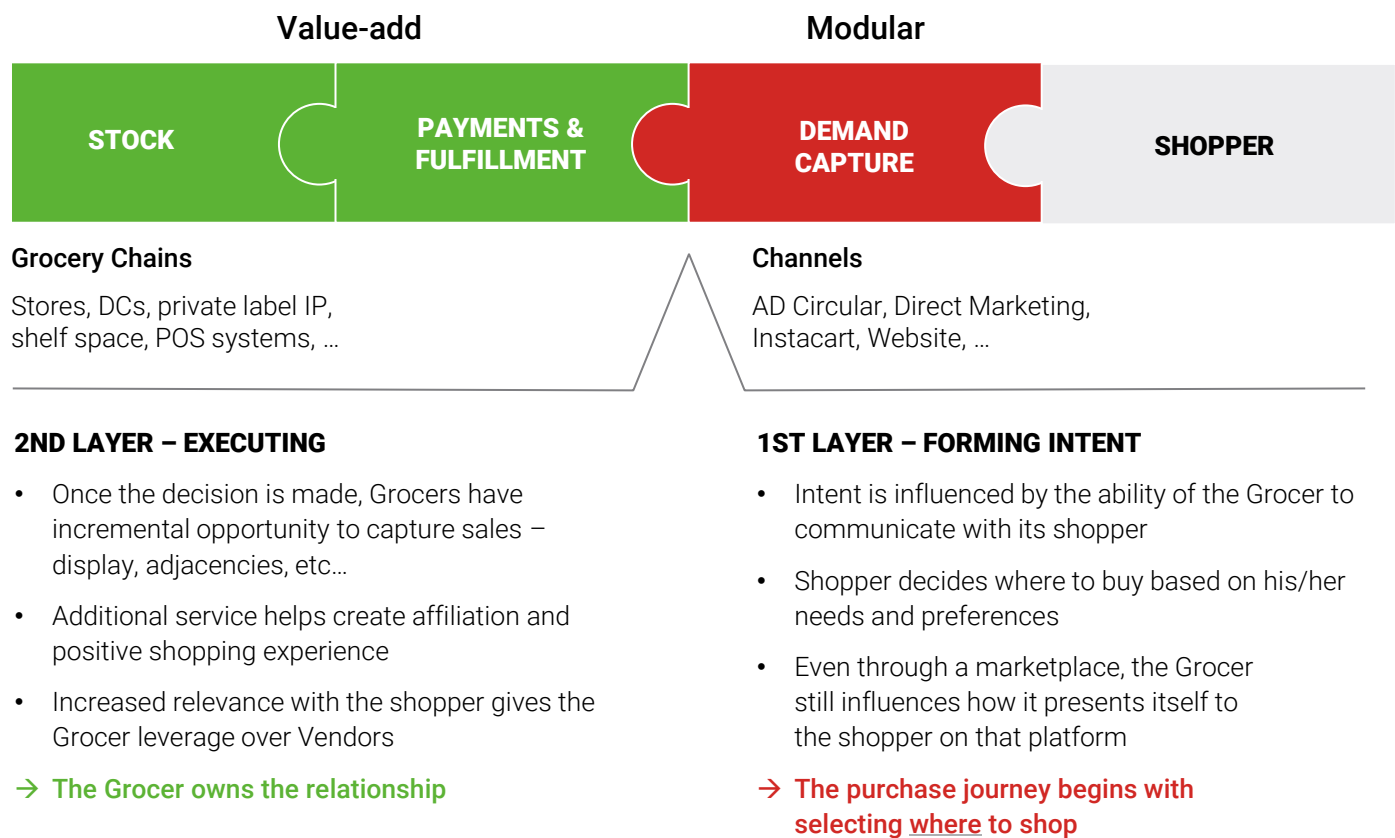 Value-add
Modular
STOCK
PAYMENTS &
FULFILLMENT
DEMAND
CAPTURE
SHOPPER
Grocery Chains
Stores, DCs, private label IP,
shelf space, POS systems, ...
Channels
AD Circular, Direct Marketing,
Instacart, Website, ...
2ND LAYER – EXECUTING
• Once the decision is made, Grocers have
incremental opportunity to capture sales –
display, adjacencies, etc...
• Additional service helps create affiliation and
positive shopping experience
• Increased relevance with the shopper gives the
Grocer leverage over Vendors
→ The Grocer owns the relationship
1ST LAYER – FORMING INTENT
• Intent is influenced by the ability of the Grocer to
communicate with its shopper
• Shopper decides where to buy based on his/her
needs and preferences
• Even through a marketplace, the Grocer
still influences how it presents itself to
the shopper on that platform
→ The purchase journey begins with
selecting where to shop